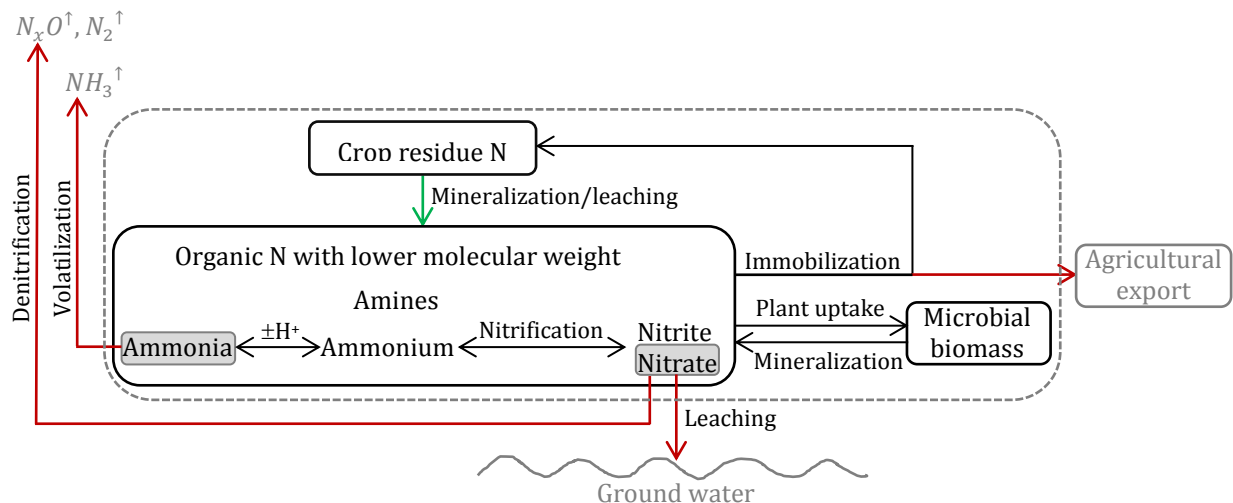 NₓO↑, N₂↑
NH₃↑
Crop residue N
Mineralization/leaching
Denitrification
Volatilization
Organic N with lower molecular weight
Immobilization
Agricultural
export
Amines
Plant uptake
Nitrification
±H⁺
Ammonia
Ammonium
Nitrite
Nitrate
Microbial
biomass
Mineralization
Leaching
Ground water